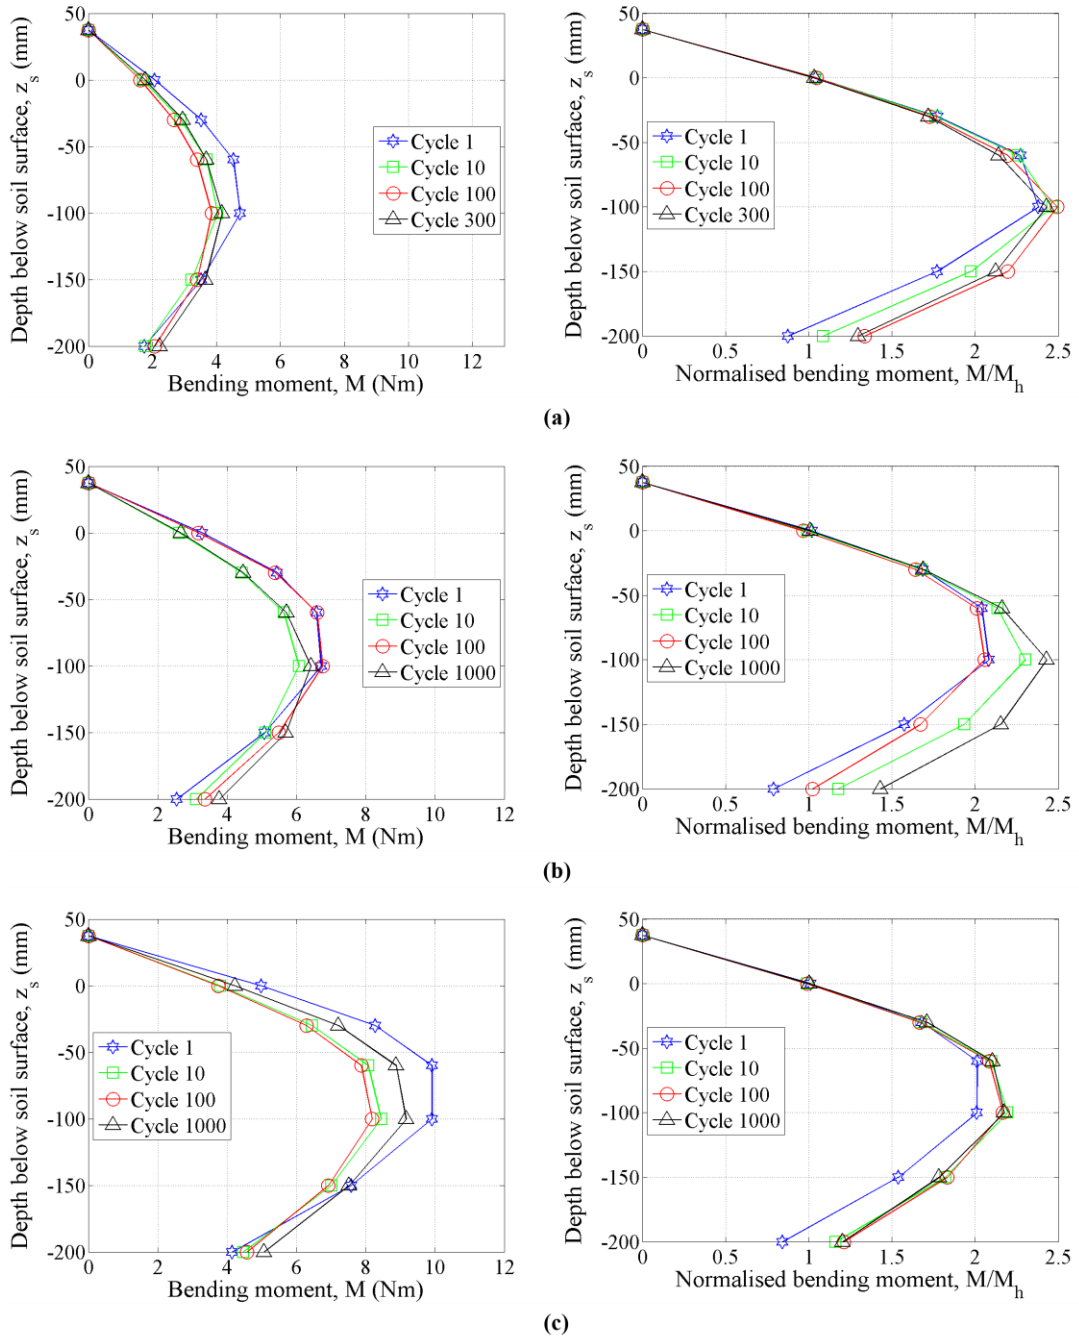 50
0
-50
-100
-150
-200
0
2
4
6
8
10
12
Depth below soil surface, z_s (mm)
Bending moment, M (Nm)
Cycle 1
Cycle 10
Cycle 100
Cycle 300
50
0
-50
-100
-150
-200
0
0.5
1
1.5
2
2.5
Depth below soil surface, z_s (mm)
Normalised bending moment, M/M_h
Cycle 1
Cycle 10
Cycle 100
Cycle 300
(a)
50
0
-50
-100
-150
-200
0
2
4
6
8
10
12
Depth below soil surface, z_s (mm)
Bending moment, M (Nm)
Cycle 1
Cycle 10
Cycle 100
Cycle 1000
50
0
-50
-100
-150
-200
0
0.5
1
1.5
2
2.5
Depth below soil surface, z_s (mm)
Normalised bending moment, M/M_h
Cycle 1
Cycle 10
Cycle 100
Cycle 1000
(b)
50
0
-50
-100
-150
-200
0
2
4
6
8
10
12
Depth below soil surface, z_s (mm)
Bending moment, M (Nm)
Cycle 1
Cycle 10
Cycle 100
Cycle 1000
50
0
-50
-100
-150
-200
0
0.5
1
1.5
2
2.5
Depth below soil surface, z_s (mm)
Normalised bending moment, M/M_h
Cycle 1
Cycle 10
Cycle 100
Cycle 1000
(c)